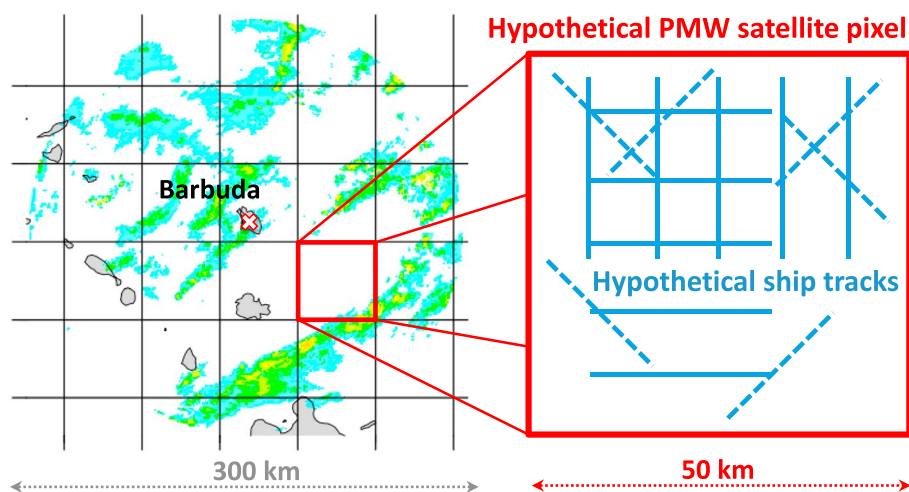 Hypothetical PMW satellite pixel
Barbuda
Hypothetical ship tracks
300 km
50 km